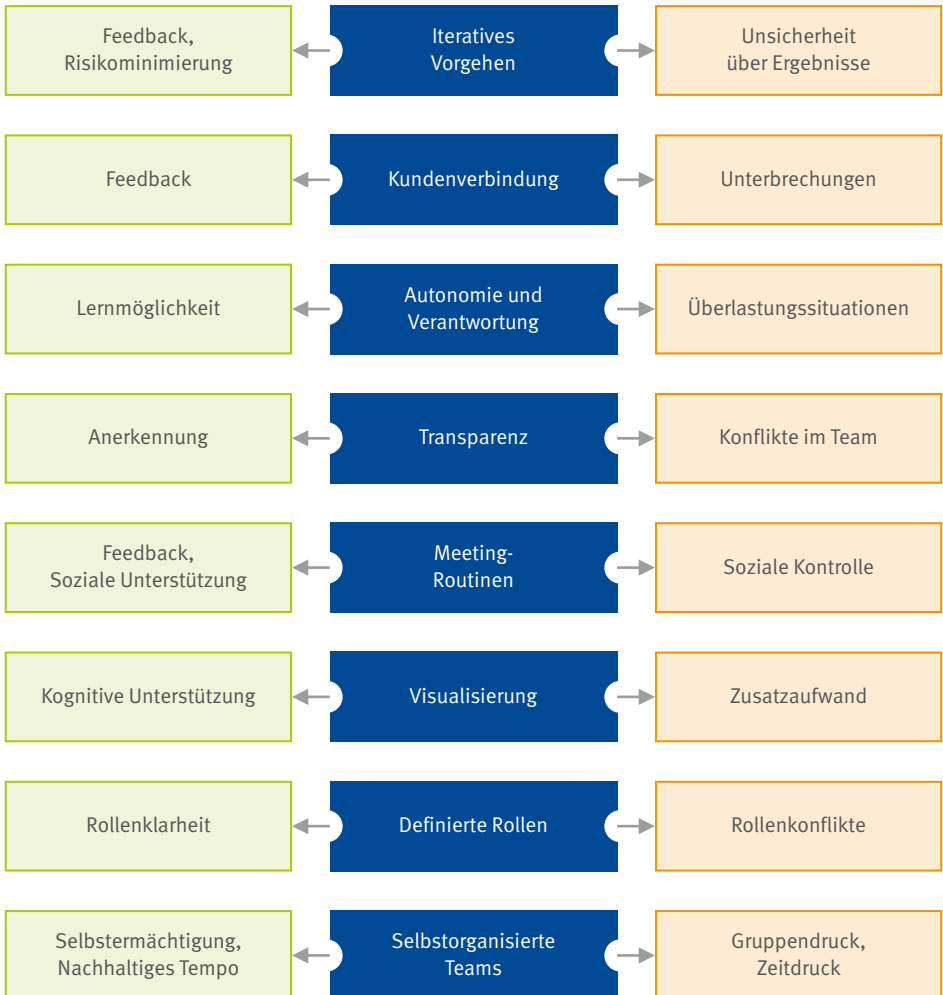 Feedback,
Risikominimierung
Iteratives
Vorgehen
Unsicherheit
über Ergebnisse
Feedback
Kundenverbindung
Unterbrechungen
Lernmöglichkeit
Autonomie und
Verantwortung
Überlastungssituationen
Anerkennung
Transparenz
Konflikte im Team
Feedback,
Soziale Unterstützung
Meeting-
Routinen
Soziale Kontrolle
Kognitive Unterstützung
Visualisierung
Zusatzaufwand
Rollenklarheit
Definierte Rollen
Rollenkonflikte
Selbstermächtigung,
Nachhaltiges Tempo
Selbstorganisierte
Teams
Gruppendruck,
Zeitdruck